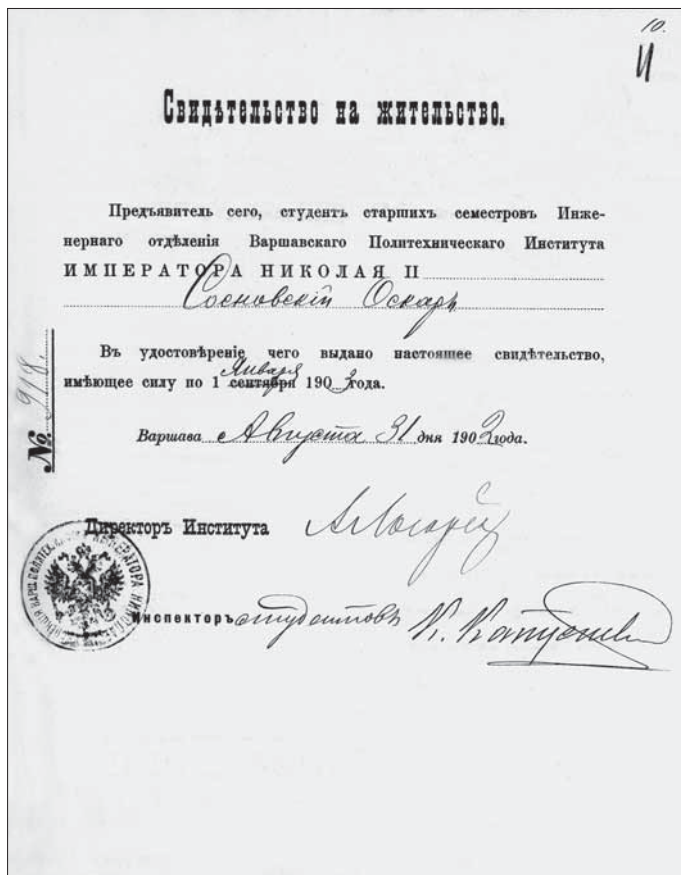 10.
11
Свидѣтельство на жительство.
Предъявитель сего, студентъ старшихъ семестровъ Инже-
нернаго отдѣленія Варшавскаго Политехническаго Института
ИМПЕРАТОРА НИКОЛАЯ II
Сосновскій Оскаръ
Въ удостовѣреніе чего выдано настоящее свидѣтельство,
Января
имѣющее силу по 1 сентября 1903 года.
№ 918.
Варшава Августа 31 дня 1902 года.
Директоръ Института
Инспекторъ студентовъ К.